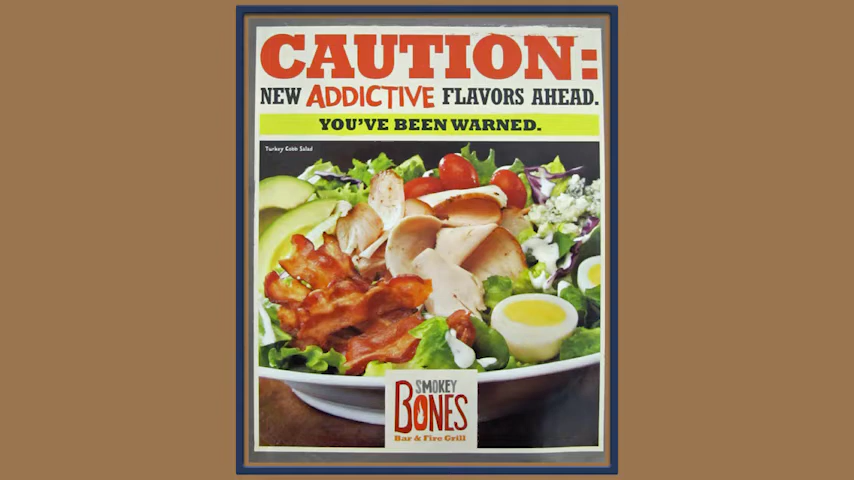 CAUTION:
NEW ADDICTIVE FLAVORS AHEAD.
YOU'VE BEEN WARNED.
Turkey Cobb Salad
SMOKEY
BONES
Bar & Fire Grill